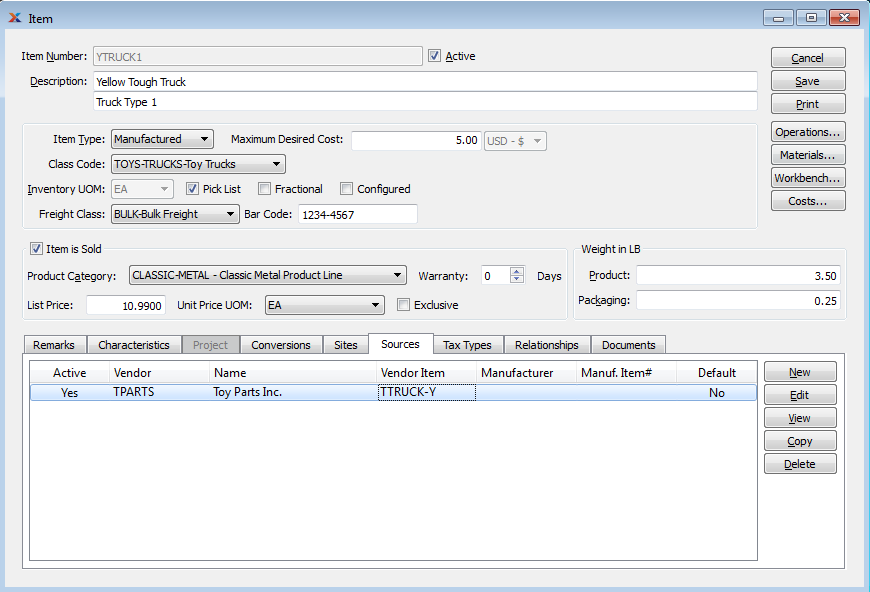 Item
Item Number: YTRUCK1 Active
Description: Yellow Tough Truck
Truck Type 1
Cancel
Save
Print
Operations...
Materials...
Workbench...
Costs...
Item Type: Manufactured Maximum Desired Cost: 5.00 USD - $
Class Code: TOYS-TRUCKS-Toy Trucks
Inventory UOM: EA Pick List Fractional Configured
Freight Class: BULK-Bulk Freight Bar Code: 1234-4567
Item is Sold
Product Category: CLASSIC-METAL - Classic Metal Product Line Warranty: 0 Days
List Price: 10.9900 Unit Price UOM: EA Exclusive
Weight in LB
Product: 3.50
Packaging: 0.25
Remarks Characteristics Project Conversions Sites Sources Tax Types Relationships Documents
Active Vendor Name Vendor Item Manufacturer Manuf. Item# Default
Yes TPARTS Toy Parts Inc. TTRUCK-Y No
New
Edit
View
Copy
Delete